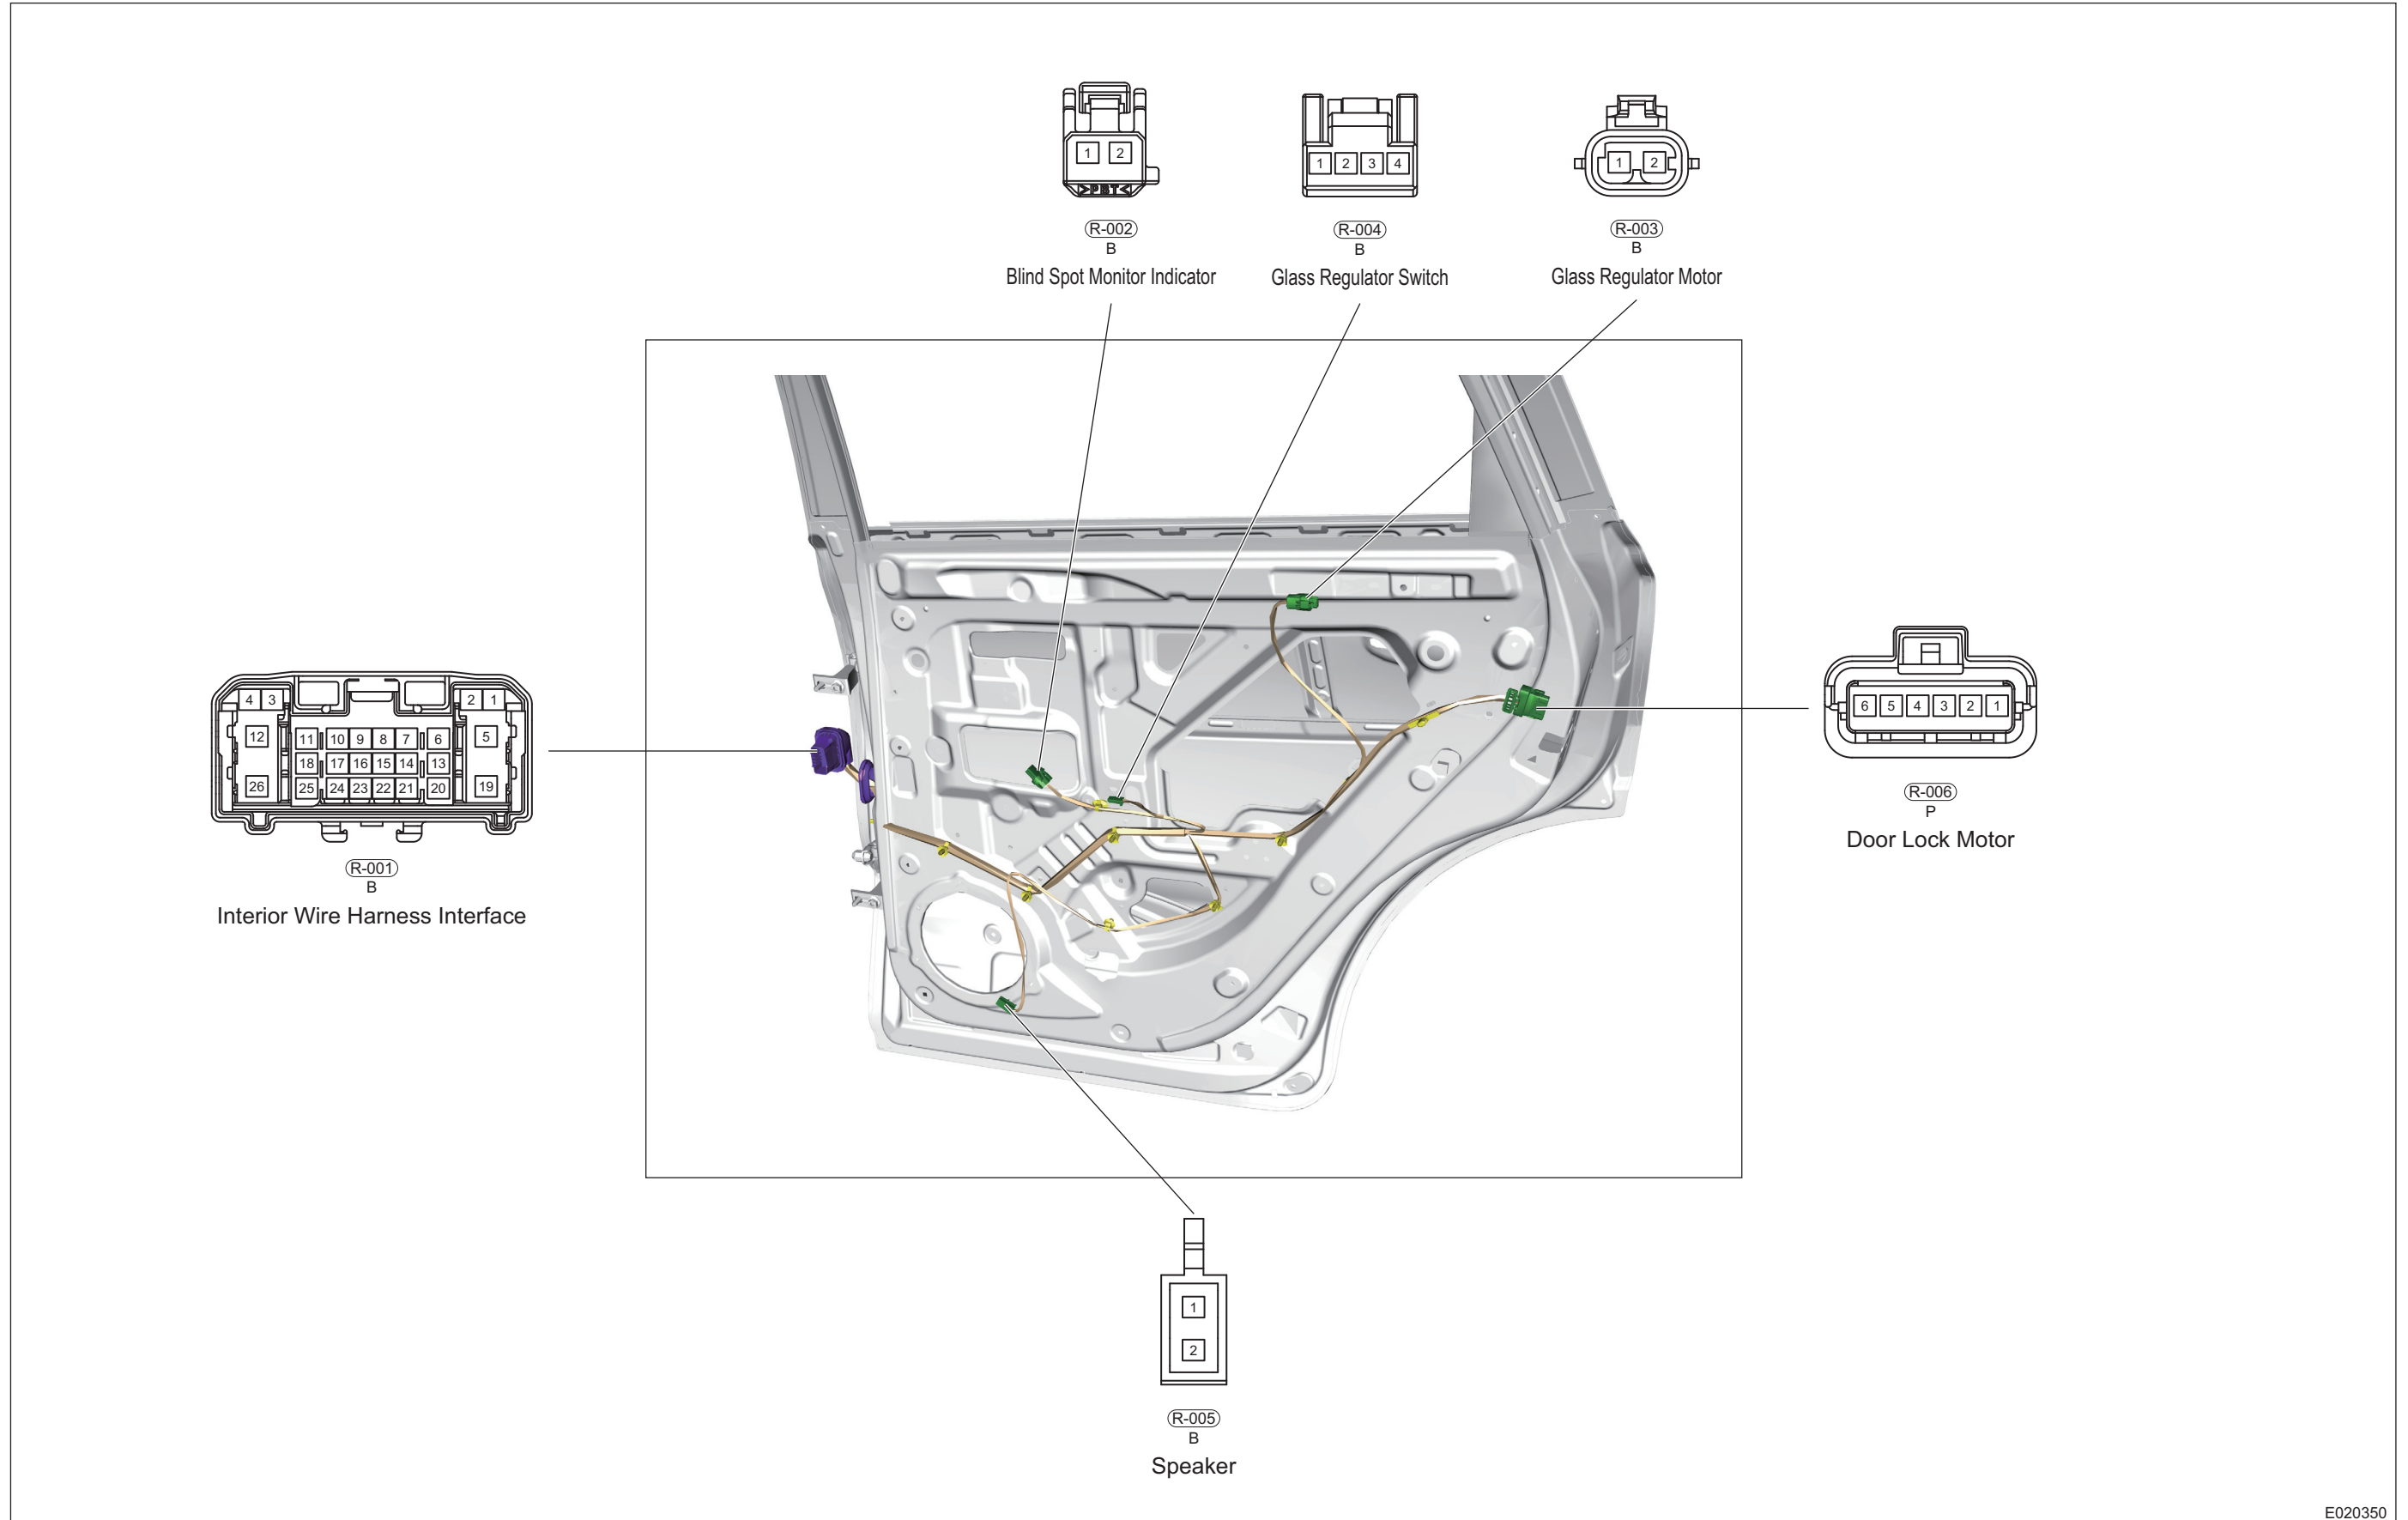 1 2
>PBT<
R-002
B
Blind Spot Monitor Indicator
1 2 3 4
R-004
B
Glass Regulator Switch
1 2
R-003
B
Glass Regulator Motor
4 3 2 1
12 11 10 9 8 7 6 5
18 17 16 15 14 13
26 25 24 23 22 21 20 19
R-001
B
Interior Wire Harness Interface
6 5 4 3 2 1
R-006
P
Door Lock Motor
1
2
R-005
B
Speaker
E020350